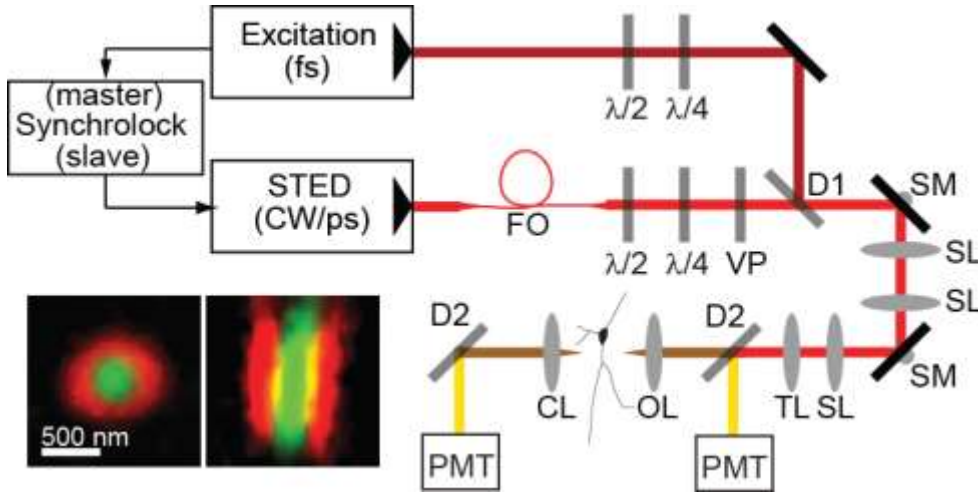 Excitation
(fs)
(master)
Synchrolock
(slave)
λ/2
λ/4
D1
SM
STED
(CW/ps)
FO
λ/2
λ/4
VP
SL
SL
D2
D2
SM
CL
OL
TL
SL
500 nm
PMT
PMT